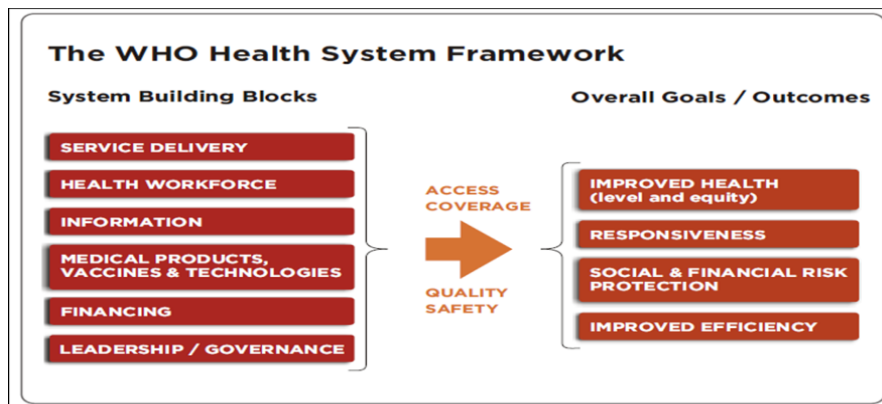 The WHO Health System Framework
System Building Blocks
SERVICE DELIVERY
HEALTH WORKFORCE
INFORMATION
MEDICAL PRODUCTS,
VACCINES & TECHNOLOGIES
FINANCING
LEADERSHIP / GOVERNANCE
ACCESS
COVERAGE
QUALITY
SAFETY
Overall Goals / Outcomes
IMPROVED HEALTH
(level and equity)
RESPONSIVENESS
SOCIAL & FINANCIAL RISK
PROTECTION
IMPROVED EFFICIENCY